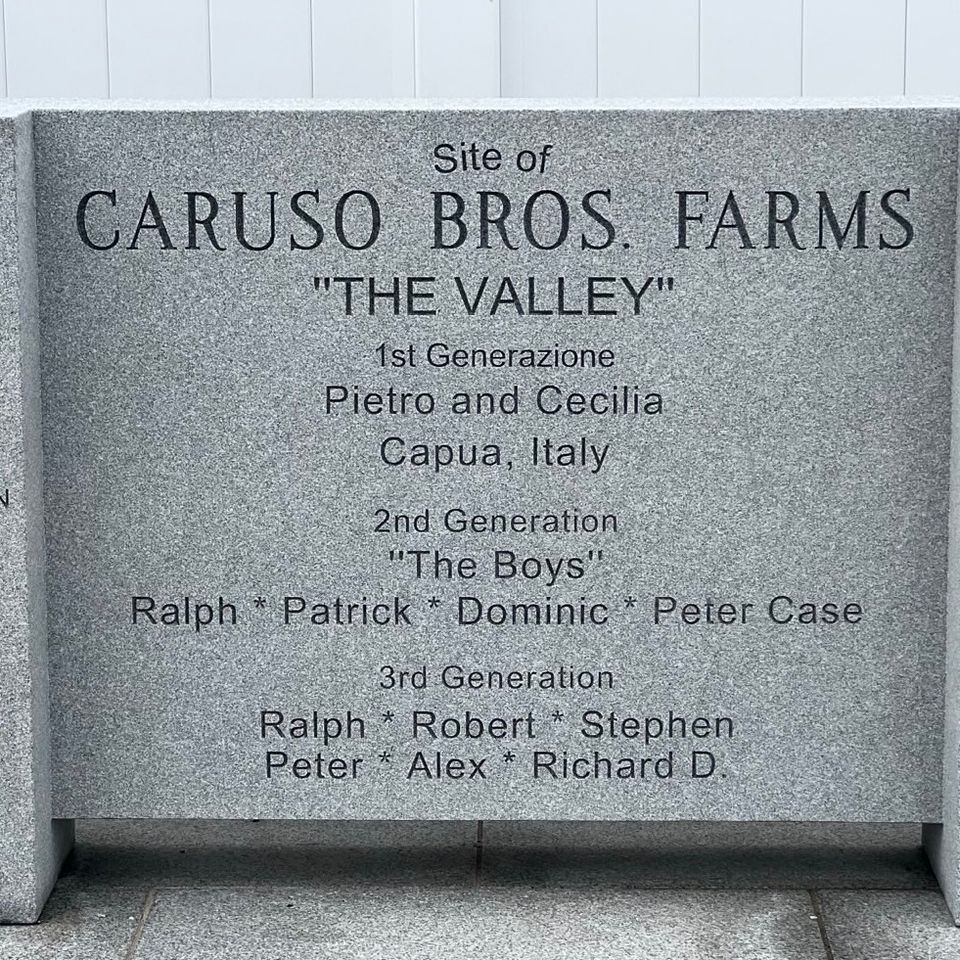 Site of
CARUSO BROS. FARMS
"THE VALLEY"
1st Generazione
Pietro and Cecilia
Capua, Italy
2nd Generation
"The Boys"
Ralph * Patrick * Dominic * Peter Case
3rd Generation
Ralph * Robert * Stephen
Peter * Alex * Richard D.